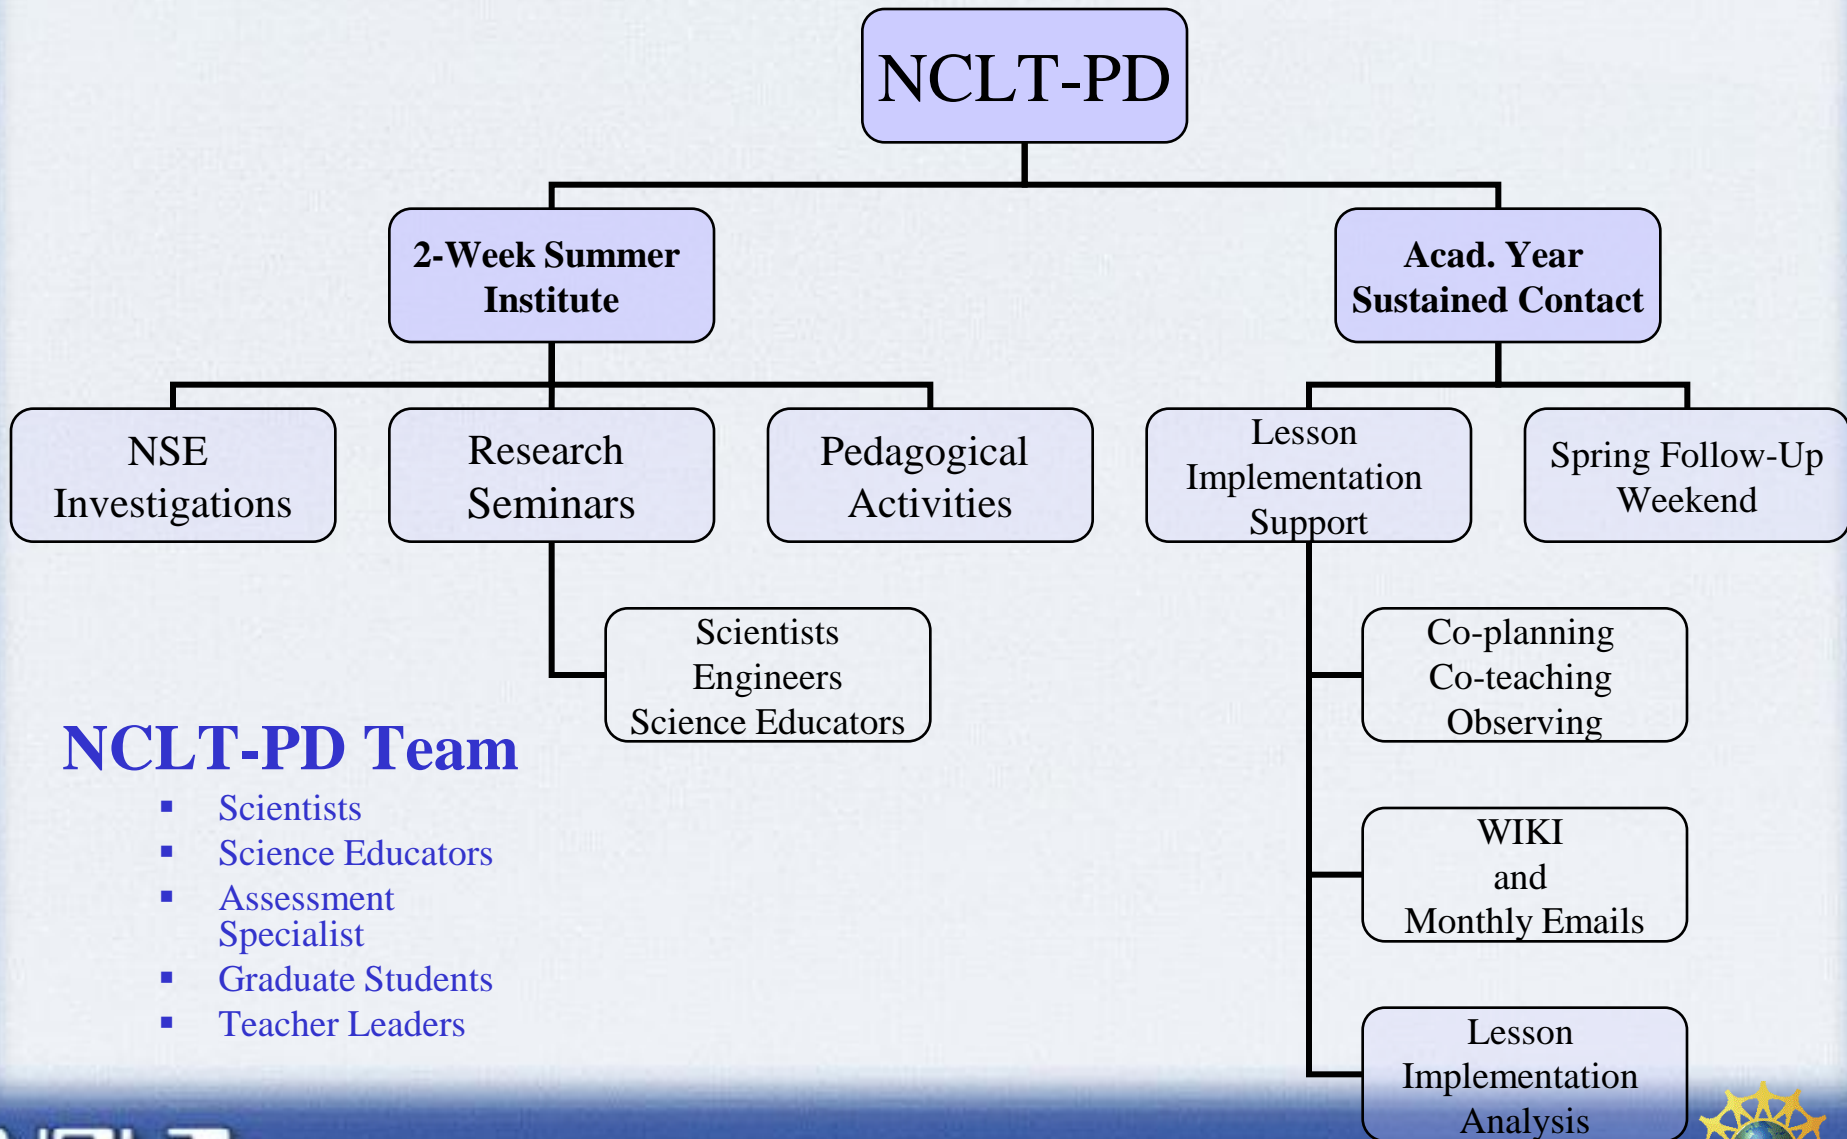 NCLT-PD
2-Week Summer
Institute
Acad. Year
Sustained Contact
NSE
Investigations
Research
Seminars
Pedagogical
Activities
Lesson
Implementation
Support
Spring Follow-Up
Weekend
Scientists
Engineers
Science Educators
Co-planning
Co-teaching
Observing
WIKI
and
Monthly Emails
Lesson
Implementation
Analysis
NCLT-PD Team
▪ Scientists
▪ Science Educators
▪ Assessment
Specialist
▪ Graduate Students
▪ Teacher Leaders